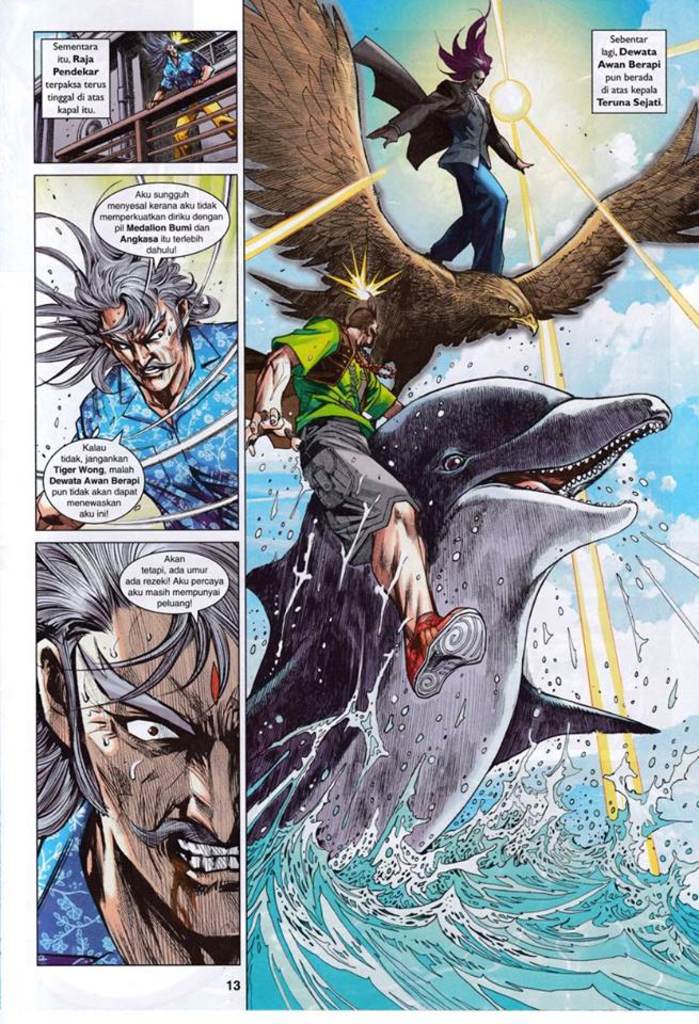 Sementara
itu, Raja
Pendekar
terpaksa terus
tinggal di atas
kapal itu.
Aku sungguh
menyesal kerana aku tidak
memperkuatkan diriku dengan
pil Medalion Bumi dan
Angkasa itu terlebih
dahulu!
Kalau
tidak, jangankan
Tiger Wong, malah
Dewata Awan Berapi
pun tidak akan dapat
menewaskan
aku ini!
Akan
tetapi, ada umur
ada rezeki! Aku percaya
aku masih mempunyai
peluang!
Sebentar
lagi, Dewata
Awan Berapi
pun berada
di atas kepala
Teruna Sejati.
13